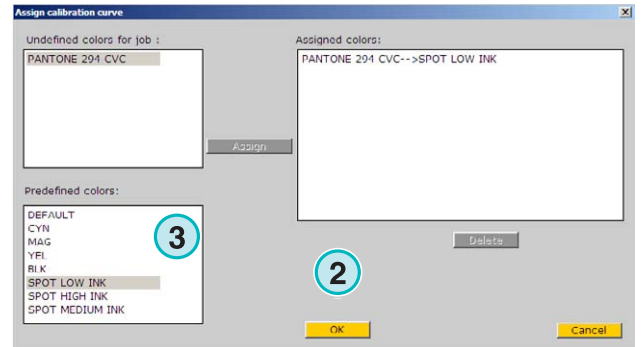 Assign calibration curve
Undefined colors for job :
PANTONE 294 CVC
Assign
Assigned colors:
PANTONE 294 CVC-->SPOT LOW INK
Predefined colors:
DEFAULT
CYN
MAG
YEL
BLK
SPOT LOW INK
SPOT HIGH INK
SPOT MEDIUM INK
3
Delete
2
OK
Cancel